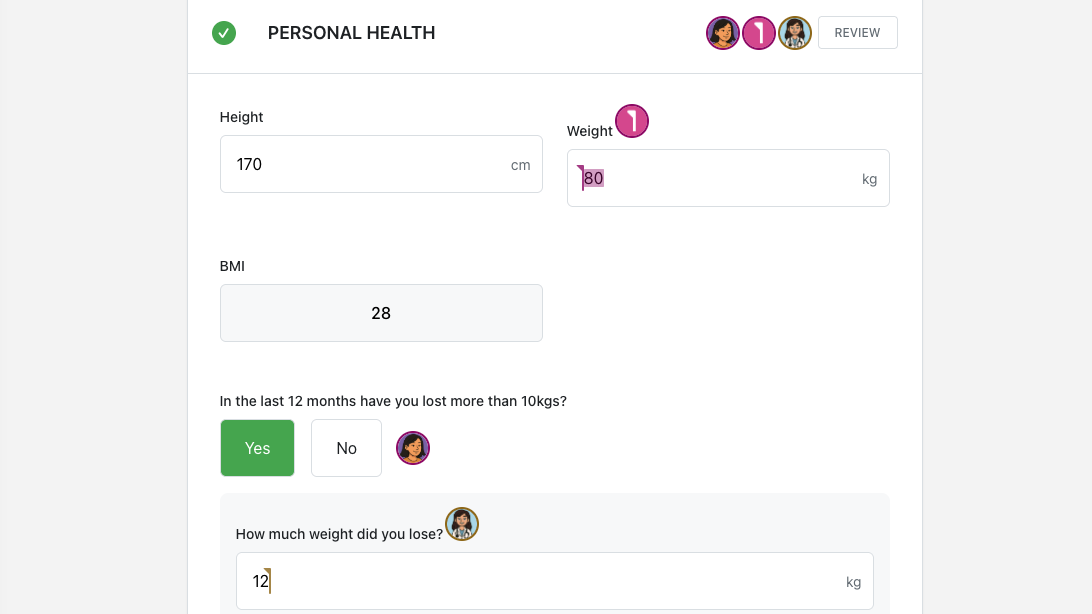 PERSONAL HEALTH
REVIEW
Height
170 cm
Weight
80 kg
BMI
28
In the last 12 months have you lost more than 10kgs?
Yes
No
How much weight did you lose?
12 kg